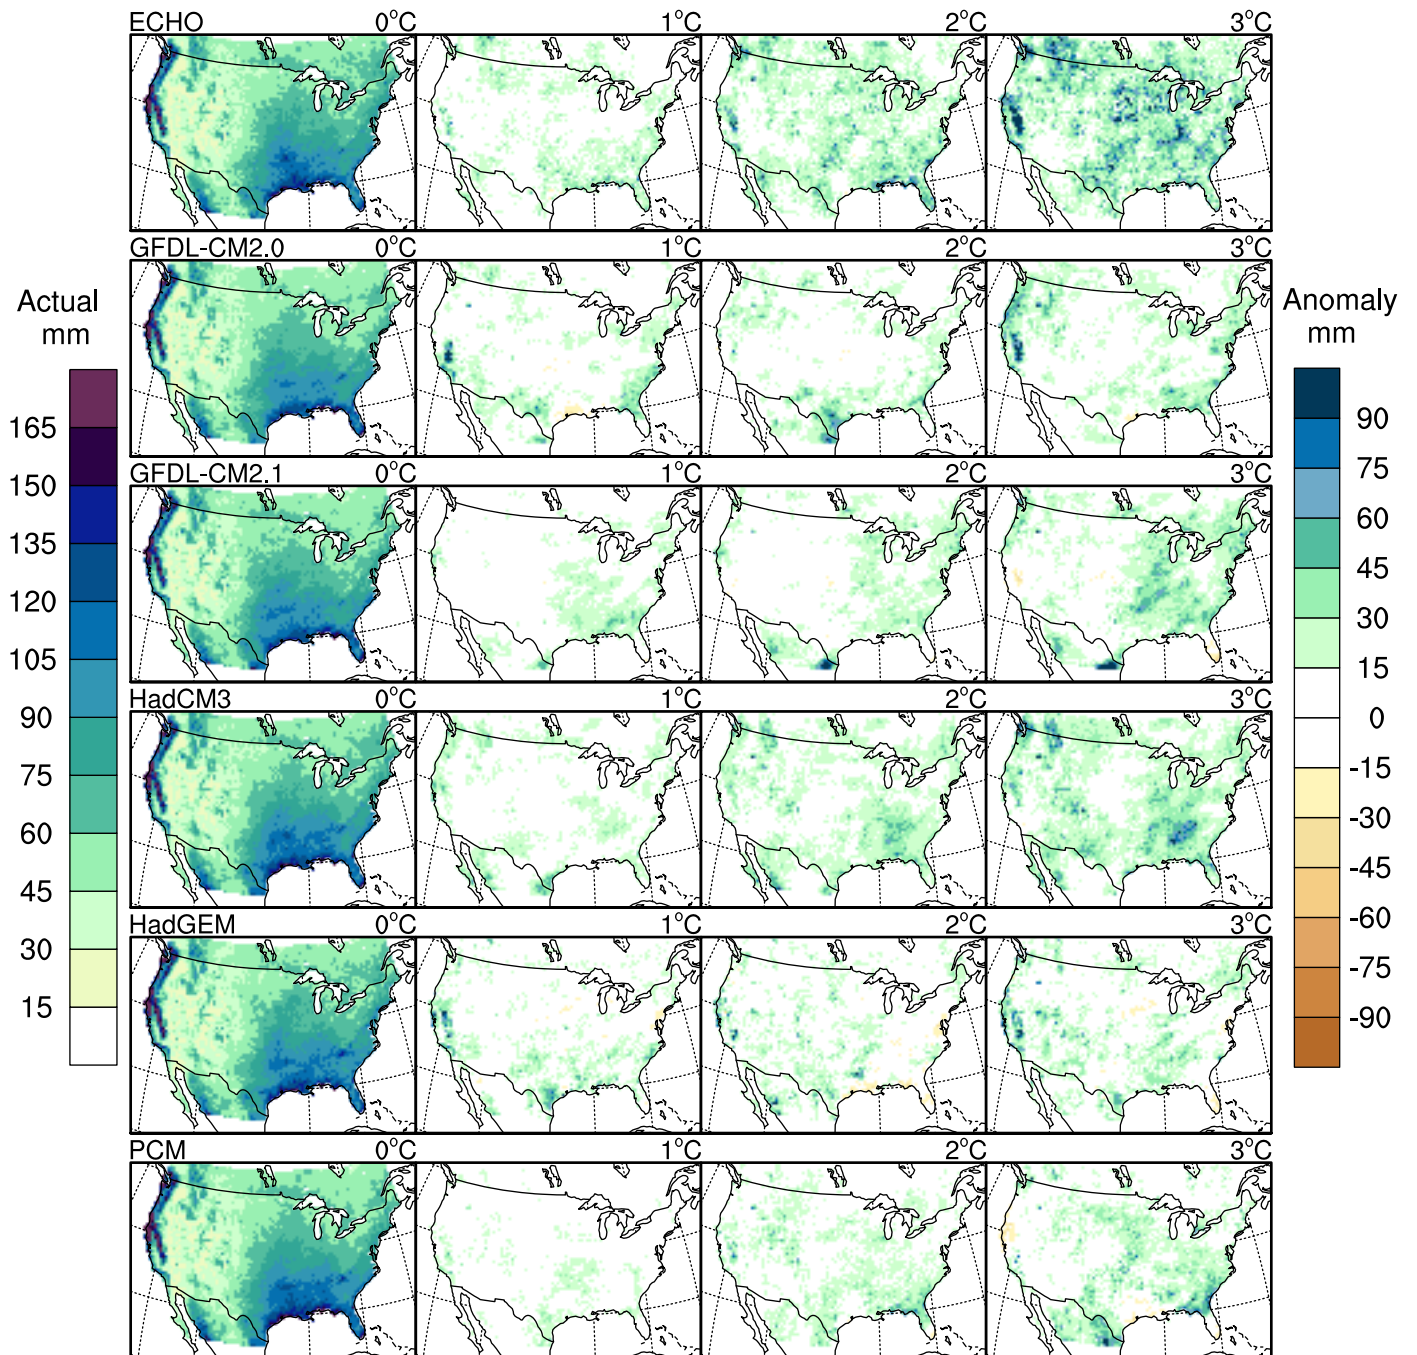 ECHO 0°C 1°C 2°C 3°C
GFDL-CM2.0 0°C 1°C 2°C 3°C
Actual
mm
165
150
135
120
105
90
75
60
45
30
15
Anomaly
mm
90
75
60
45
30
15
0
-15
-30
-45
-60
-75
-90
GFDL-CM2.1 0°C 1°C 2°C 3°C
HadCM3 0°C 1°C 2°C 3°C
HadGEM 0°C 1°C 2°C 3°C
PCM 0°C 1°C 2°C 3°C